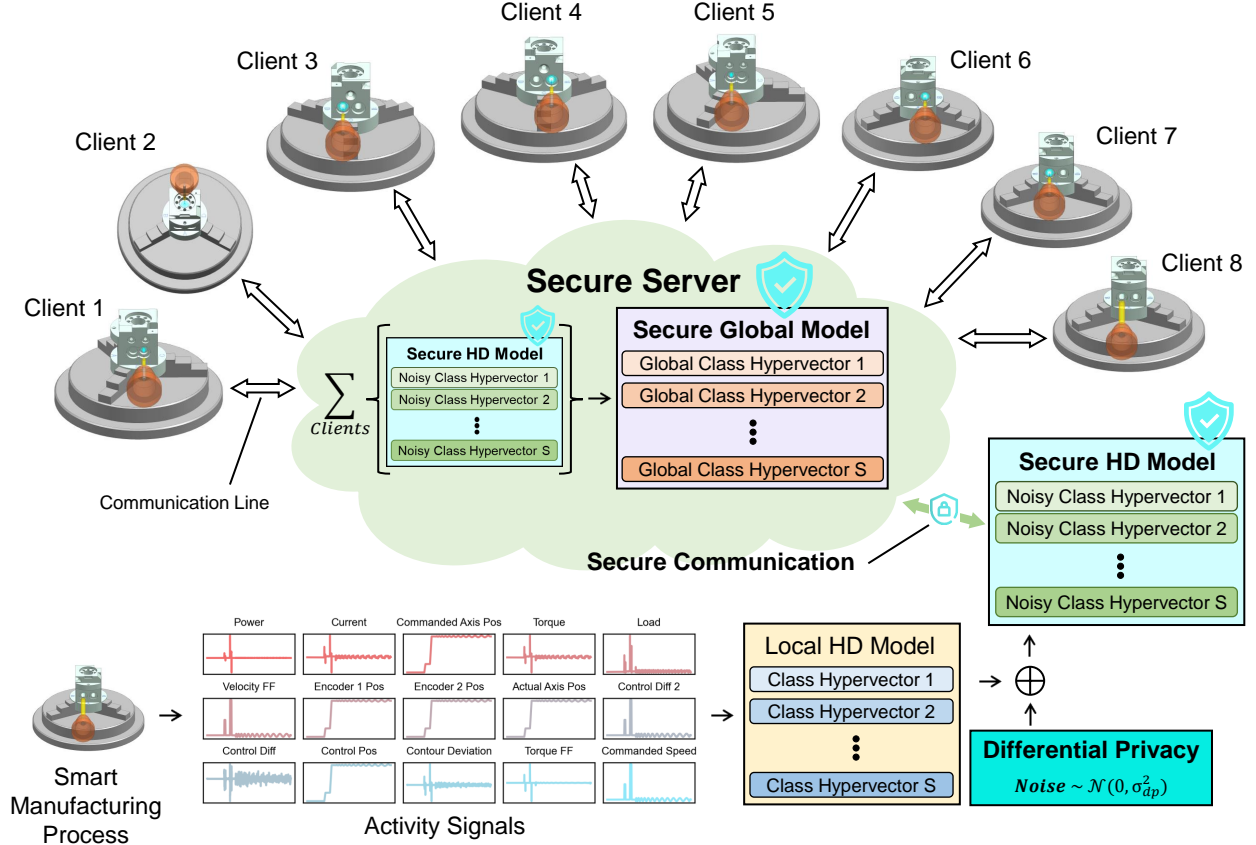 Client 1
Client 2
Client 3
Client 4
Client 5
Client 6
Client 7
Client 8
Communication Line
Secure Server
∑
Clients
Secure HD Model
Noisy Class Hypervector 1
Noisy Class Hypervector 2
Noisy Class Hypervector S
Secure Global Model
Global Class Hypervector 1
Global Class Hypervector 2
Global Class Hypervector S
Secure Communication
Secure HD Model
Noisy Class Hypervector 1
Noisy Class Hypervector 2
Noisy Class Hypervector S
Smart
Manufacturing
Process
Power
Current
Commanded Axis Pos
Torque
Load
Velocity FF
Encoder 1 Pos
Encoder 2 Pos
Actual Axis Pos
Control Diff 2
Control Diff
Control Pos
Contour Deviation
Torque FF
Commanded Speed
Activity Signals
Local HD Model
Class Hypervector 1
Class Hypervector 2
Class Hypervector S
Differential Privacy
Noise ~ 𝒩(0, σ²dp)